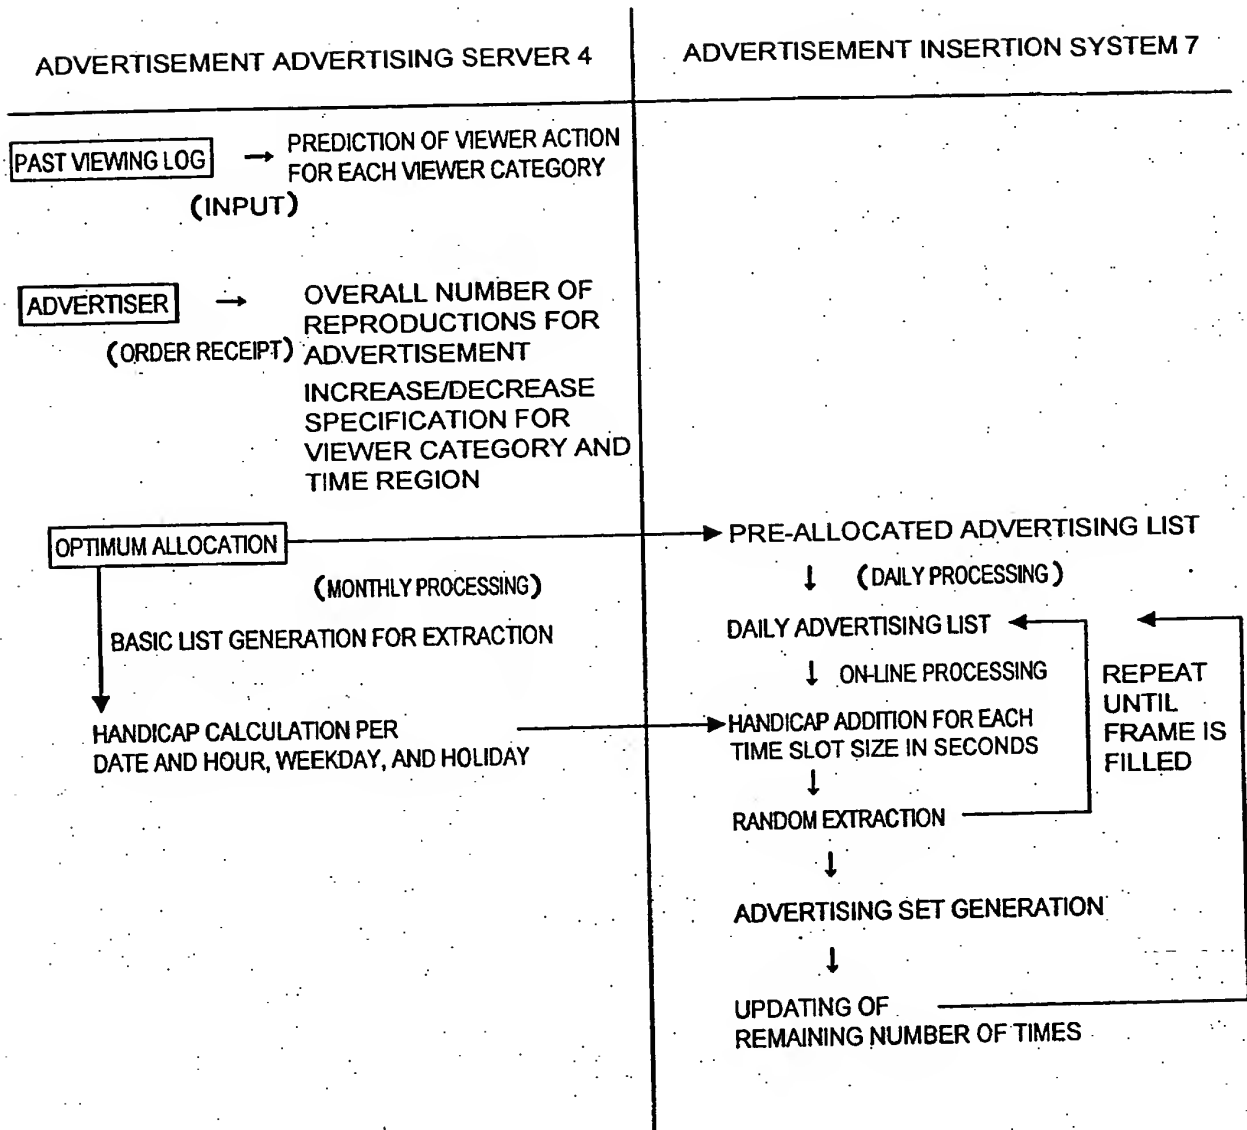 ADVERTISEMENT ADVERTISING SERVER 4
ADVERTISEMENT INSERTION SYSTEM 7
PAST VIEWING LOG
PREDICTION OF VIEWER ACTION
FOR EACH VIEWER CATEGORY
(INPUT)
ADVERTISER
(ORDER RECEIPT)
OVERALL NUMBER OF
REPRODUCTIONS FOR
ADVERTISEMENT
INCREASE/DECREASE
SPECIFICATION FOR
VIEWER CATEGORY AND
TIME REGION
OPTIMUM ALLOCATION
(MONTHLY PROCESSING)
BASIC LIST GENERATION FOR EXTRACTION
HANDICAP CALCULATION PER
DATE AND HOUR, WEEKDAY, AND HOLIDAY
PRE-ALLOCATED ADVERTISING LIST
(DAILY PROCESSING)
DAILY ADVERTISING LIST
ON-LINE PROCESSING
HANDICAP ADDITION FOR EACH
TIME SLOT SIZE IN SECONDS
RANDOM EXTRACTION
REPEAT
UNTIL
FRAME IS
FILLED
ADVERTISING SET GENERATION
UPDATING OF
REMAINING NUMBER OF TIMES